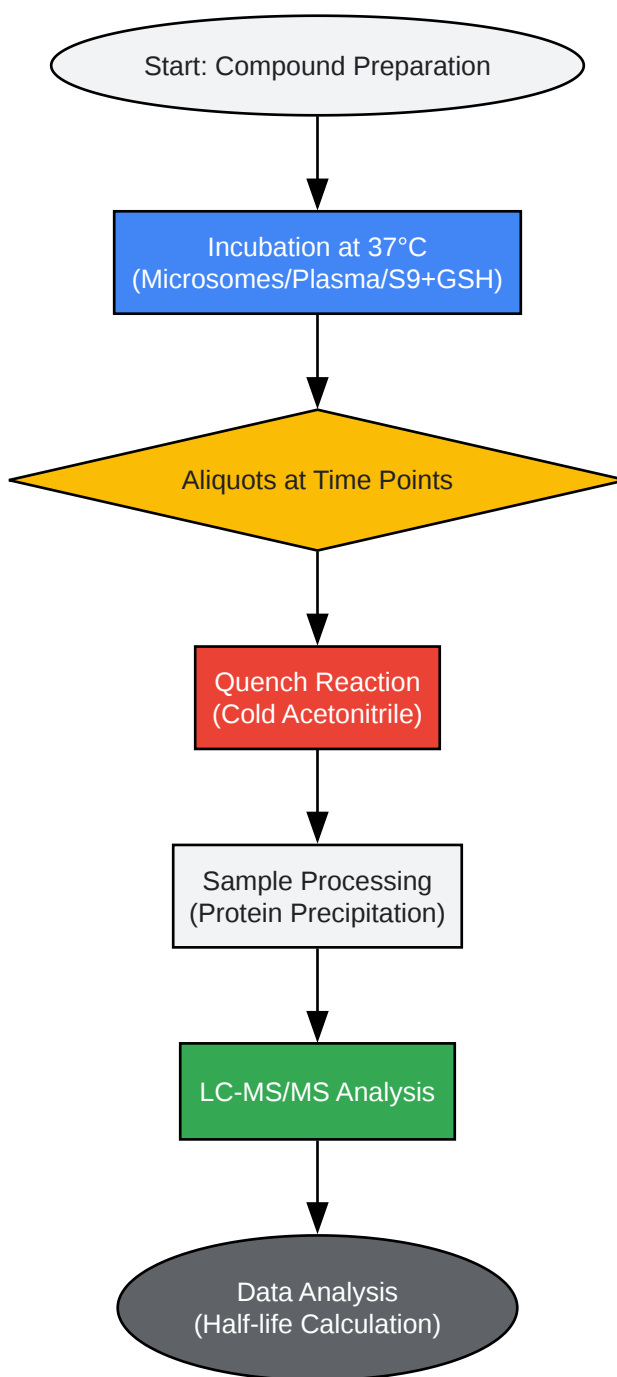 Start: Compound Preparation
Incubation at 37°C
(Microsomes/Plasma/S9+GSH)
Aliquots at Time Points
Quench Reaction
(Cold Acetonitrile)
Sample Processing
(Protein Precipitation)
LC-MS/MS Analysis
Data Analysis
(Half-life Calculation)